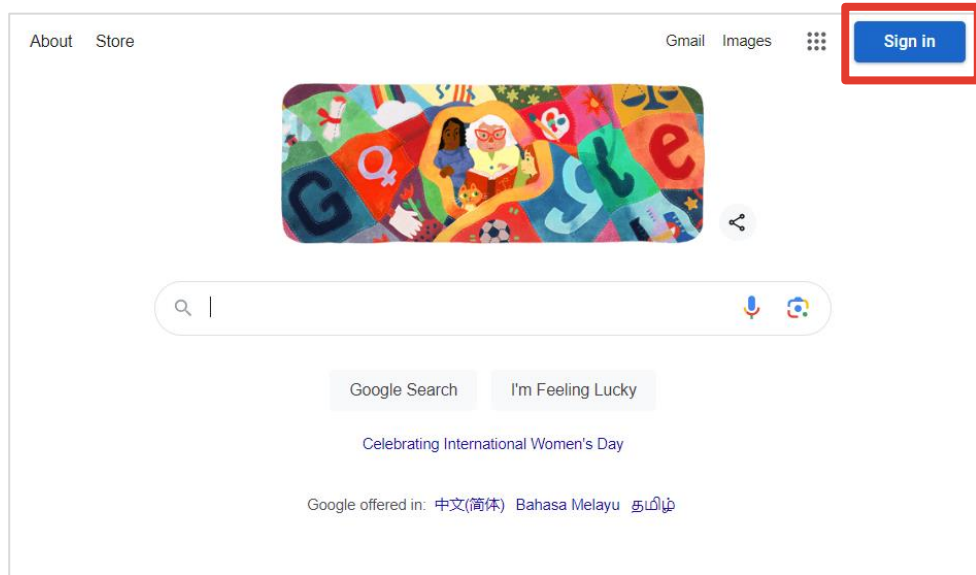 About Store Gmail Images Sign in
Google
Google Search I'm Feeling Lucky
Celebrating International Women's Day
Google offered in: 中文(简体) Bahasa Melayu தமிழ்